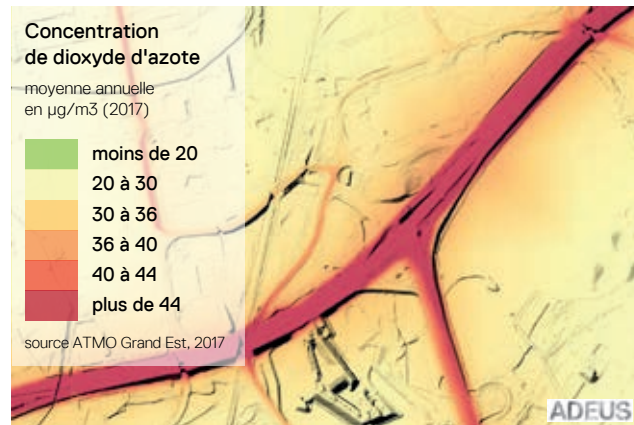 Concentration
de dioxyde d'azote
moyenne annuelle
en µg/m3 (2017)
moins de 20
20 à 30
30 à 36
36 à 40
40 à 44
plus de 44
source ATMO Grand Est, 2017
ADEUS